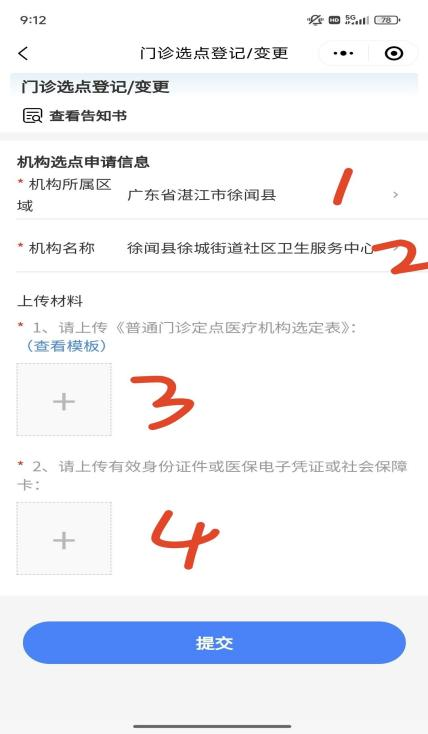 9:12
HD 5G 78
门诊选点登记/变更
门诊选点登记/变更
查看告知书
机构选点申请信息
* 机构所属区
域
广东省湛江市徐闻县
1
* 机构名称
徐闻县徐城街道社区卫生服务中心
2
上传材料
* 1、请上传《普通门诊定点医疗机构选定表》:
(查看模板)
3
* 2、请上传有效身份证件或医保电子凭证或社会保障
卡:
4
提交